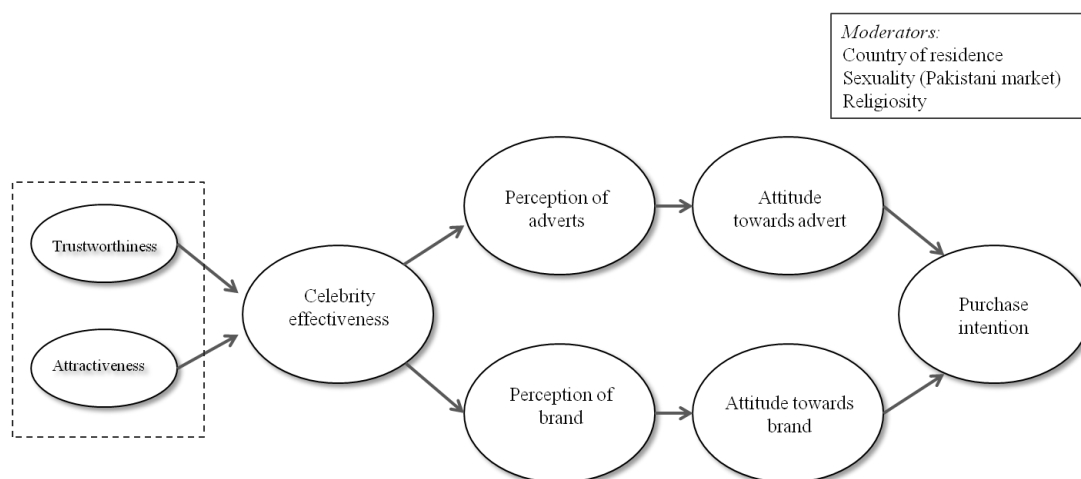 Moderators:
Country of residence
Sexuality (Pakistani market)
Religiosity
Trustworthiness
Attractiveness
Celebrity
effectiveness
Perception of
adverts
Attitude
towards advert
Perception of
brand
Attitude towards
brand
Purchase
intention